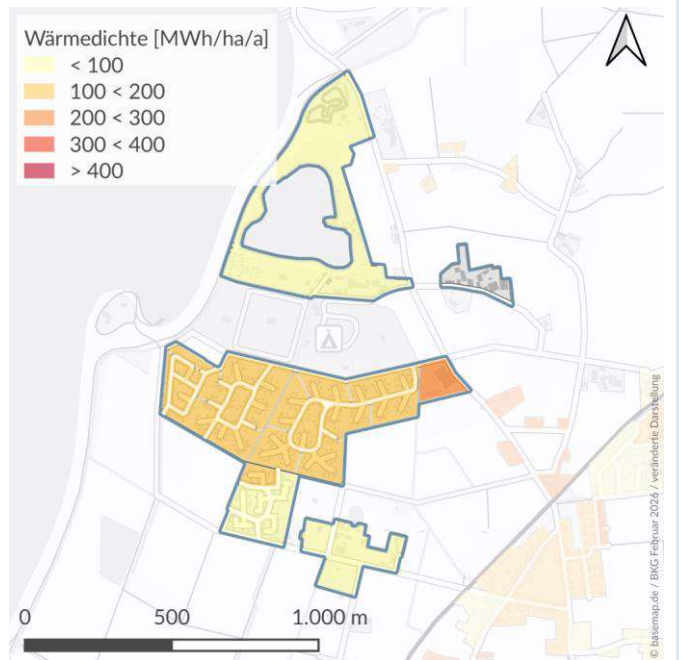 Wärmedichte [MWh/ha/a]
< 100
100 < 200
200 < 300
300 < 400
> 400
0 500 1.000 m
© basemap.de / BKG Februar 2026 / veränderte Darstellung